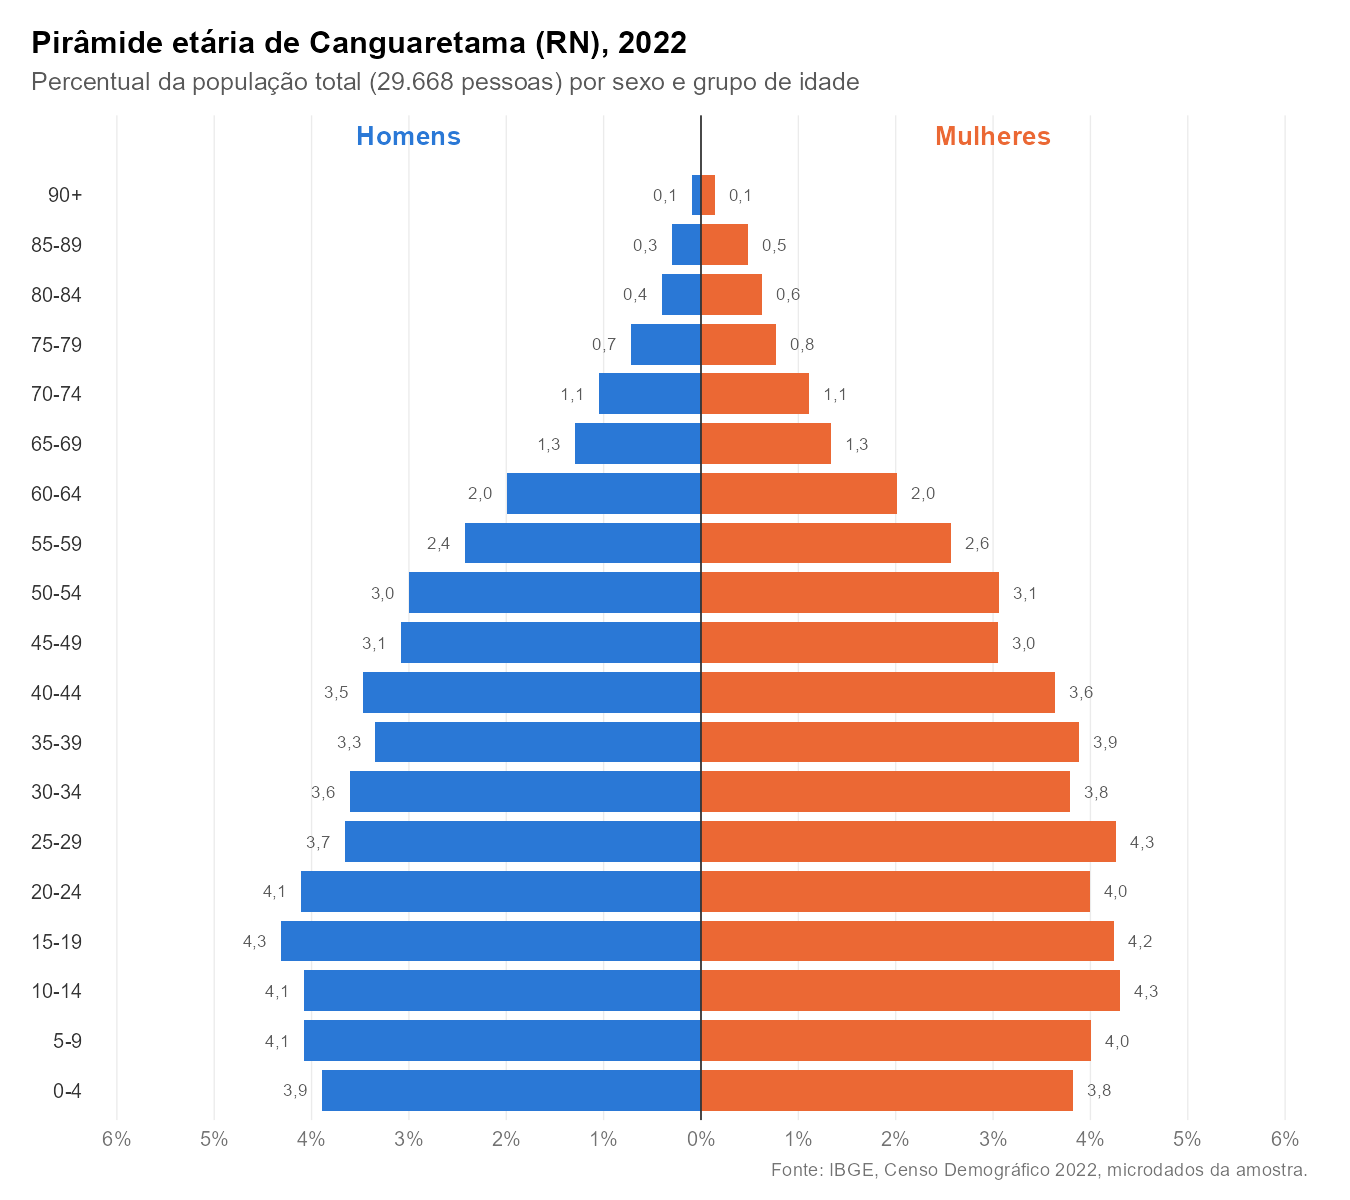 Pirâmide etária de Canguaretama (RN), 2022
Percentual da população total (29.668 pessoas) por sexo e grupo de idade
Homens Mulheres
90+ 0,1 0,1
85-89 0,3 0,5
80-84 0,4 0,6
75-79 0,7 0,8
70-74 1,1 1,1
65-69 1,3 1,3
60-64 2,0 2,0
55-59 2,4 2,6
50-54 3,0 3,1
45-49 3,1 3,0
40-44 3,5 3,6
35-39 3,3 3,9
30-34 3,6 3,8
25-29 3,7 4,3
20-24 4,1 4,0
15-19 4,3 4,2
10-14 4,1 4,3
5-9 4,1 4,0
0-4 3,9 3,8
6% 5% 4% 3% 2% 1% 0% 1% 2% 3% 4% 5% 6%
Fonte: IBGE, Censo Demográfico 2022, microdados da amostra.